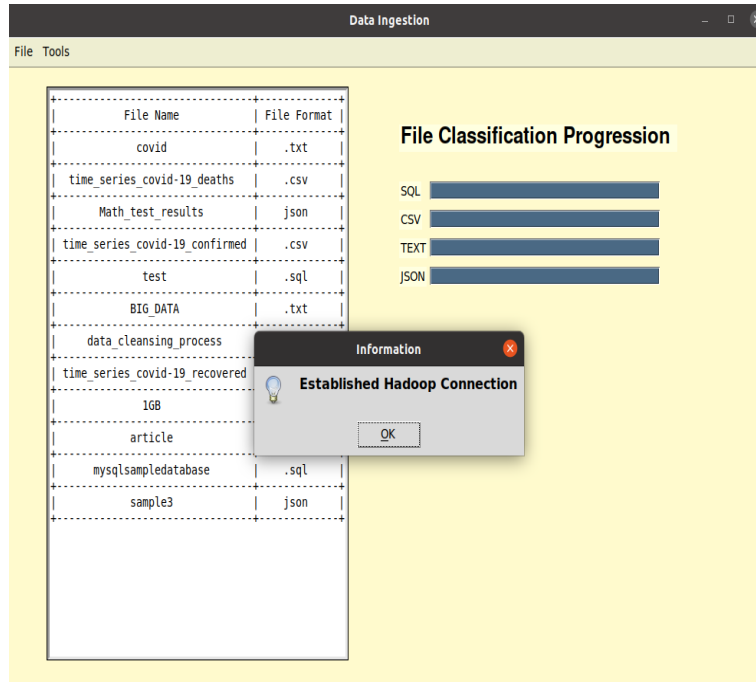 Data Ingestion
File Tools
+--------------------------------+-------------+
| File Name | File Format |
+--------------------------------+-------------+
| covid | .txt |
+--------------------------------+-------------+
| time_series_covid-19_deaths | .csv |
+--------------------------------+-------------+
| Math_test_results | json |
+--------------------------------+-------------+
| time_series_covid-19_confirmed | .csv |
+--------------------------------+-------------+
| test | .sql |
+--------------------------------+-------------+
| BIG_DATA | .txt |
+--------------------------------+-------------+
| data_cleansing_process
| time_series_covid-19_recovered
| 1GB
| article
| mysqlsampledatabase | .sql |
+--------------------------------+-------------+
| sample3 | json |
+--------------------------------+-------------+
File Classification Progression
SQL
CSV
TEXT
JSON
Information
Established Hadoop Connection
OK